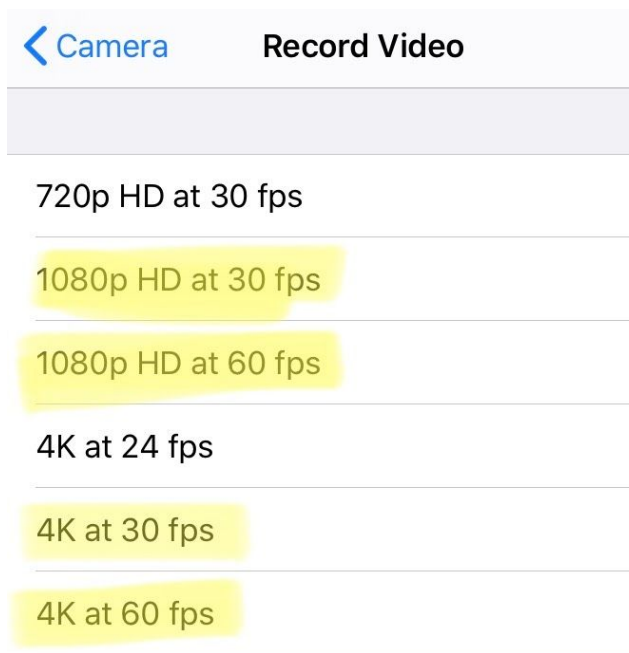 Camera
Record Video
720p HD at 30 fps
1080p HD at 30 fps
1080p HD at 60 fps
4K at 24 fps
4K at 30 fps
4K at 60 fps